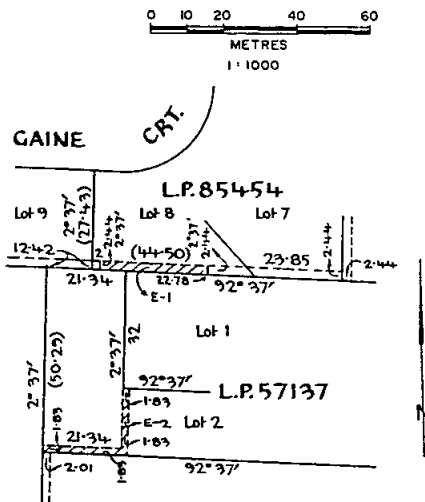 0 10 20 40 60
METRES
1:1000
GAINE CRT.
L.P. 85454
2° 37'
(27·43)
Lot 9
Lot 8
Lot 7
2·44
2° 37'
2° 37'
2·44
2·44
12·42
(44·50)
23·85
2·44
21·34
E-1
22·78
92° 37'
Lot 1
2° 37'
(50·29)
2° 37'
32
92° 37'
L.P. 57137
1·83
E-2
Lot 2
1·83
1·83
21·34
2·01
1·83
92° 37'